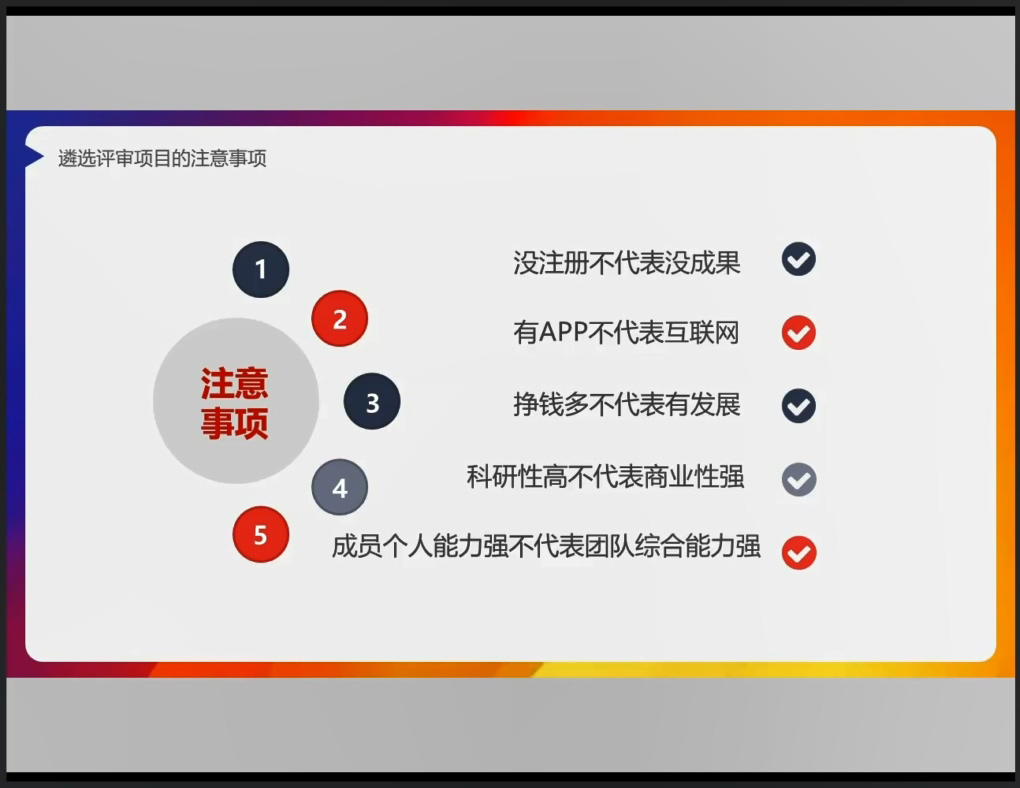 遴选评审项目的注意事项
注意
事项
1
没注册不代表没成果
2
有APP不代表互联网
3
挣钱多不代表有发展
4
科研性高不代表商业性强
5
成员个人能力强不代表团队综合能力强